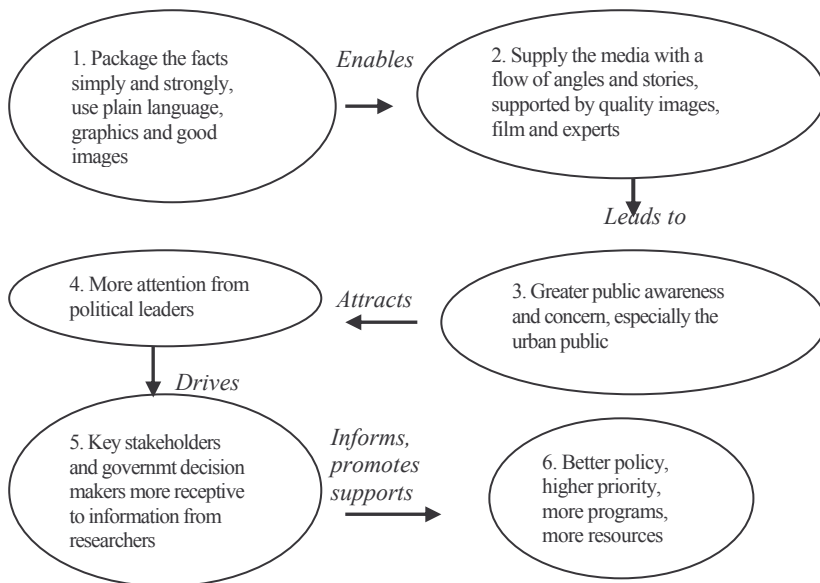 1. Package the facts
simply and strongly,
use plain language,
graphics and good
images
Enables
2. Supply the media with a
flow of angles and stories,
supported by quality images,
film and experts
Leads to
3. Greater public awareness
and concern, especially the
urban public
Attracts
4. More attention from
political leaders
Drives
5. Key stakeholders
and governmt decision
makers more receptive
to information from
researchers
Informs,
promotes
supports
6. Better policy,
higher priority,
more programs,
more resources